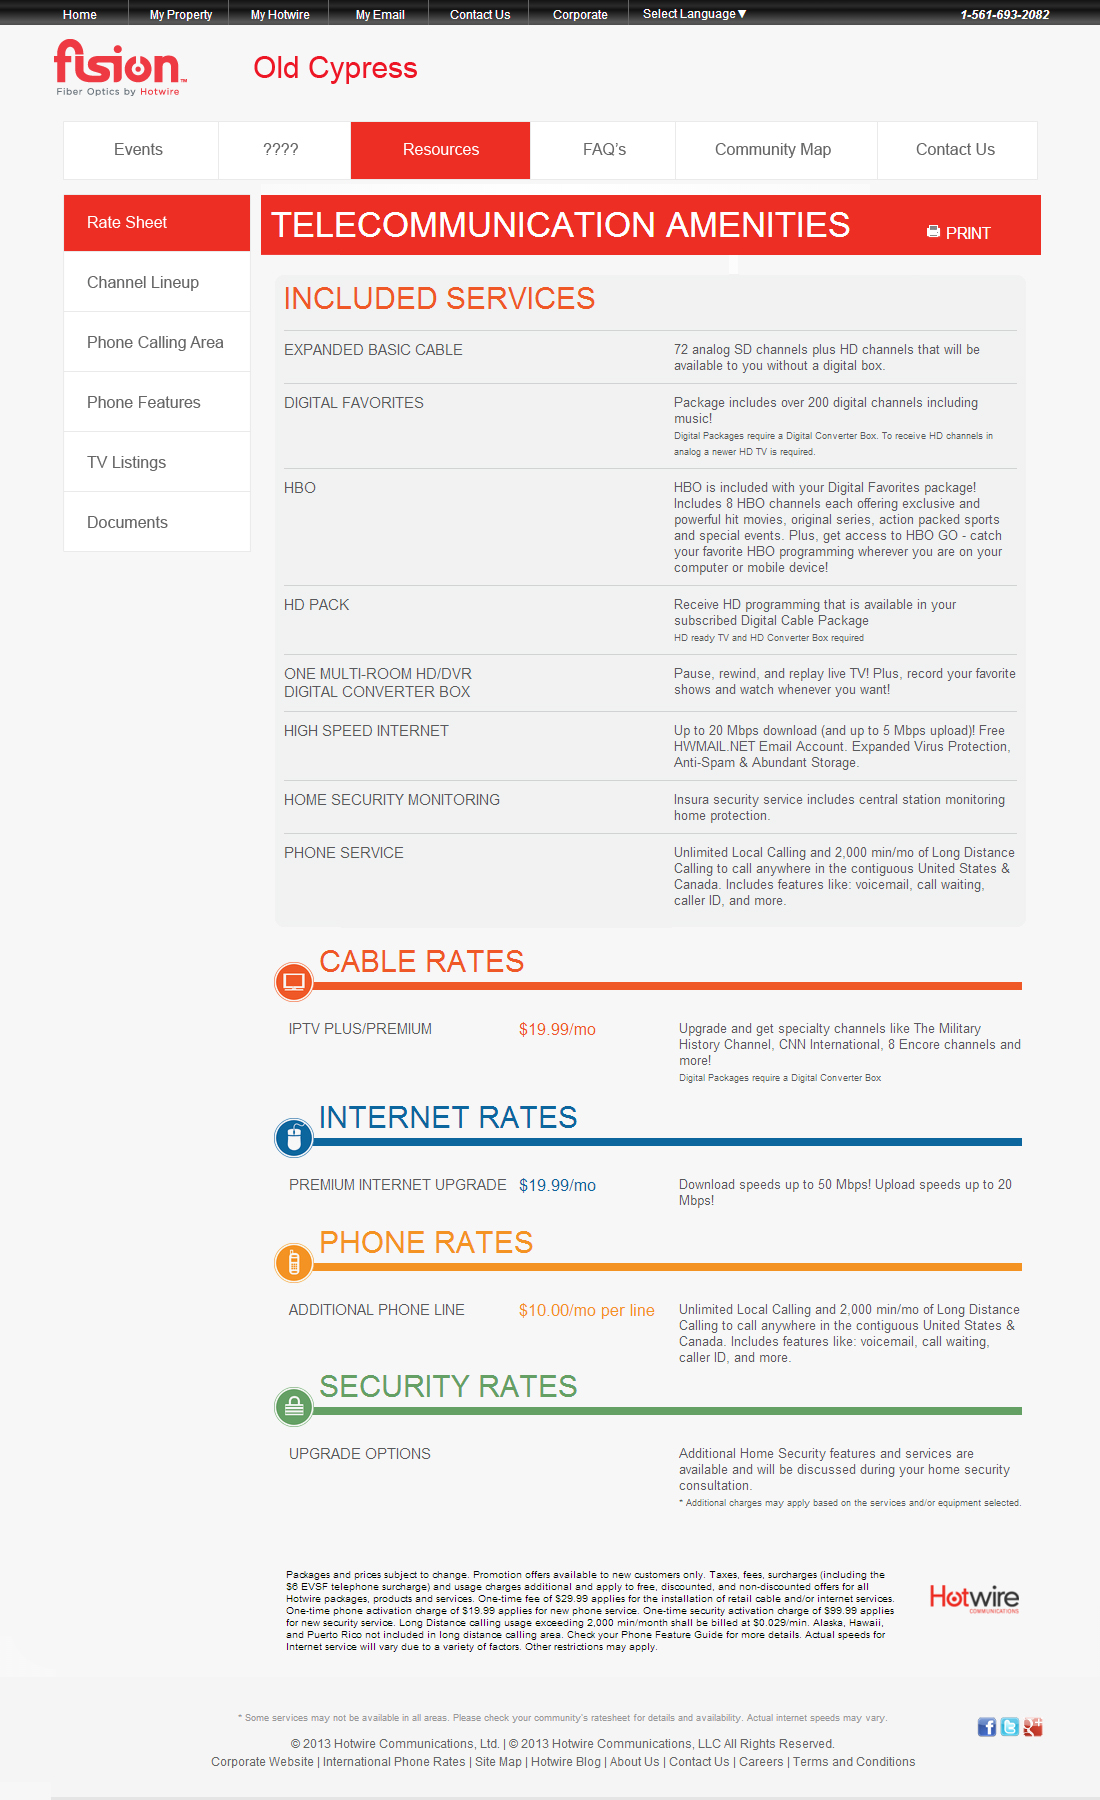 Home My Property My Hotwire My Email Contact Us Corporate Select Language▼ 1-561-693-2082
fision™
Fiber Optics by Hotwire
Old Cypress
Events ???? Resources FAQ's Community Map Contact Us
Rate Sheet
Channel Lineup
Phone Calling Area
Phone Features
TV Listings
Documents
TELECOMMUNICATION AMENITIES PRINT
INCLUDED SERVICES
EXPANDED BASIC CABLE
72 analog SD channels plus HD channels that will be
available to you without a digital box.
DIGITAL FAVORITES
Package includes over 200 digital channels including
music!
Digital Packages require a Digital Converter Box. To receive HD channels in
analog a newer HD TV is required.
HBO
HBO is included with your Digital Favorites package!
Includes 8 HBO channels each offering exclusive and
powerful hit movies, original series, action packed sports
and special events. Plus, get access to HBO GO - catch
your favorite HBO programming wherever you are on your
computer or mobile device!
HD PACK
Receive HD programming that is available in your
subscribed Digital Cable Package
HD ready TV and HD Converter Box required
ONE MULTI-ROOM HD/DVR
DIGITAL CONVERTER BOX
Pause, rewind, and replay live TV! Plus, record your favorite
shows and watch whenever you want!
HIGH SPEED INTERNET
Up to 20 Mbps download (and up to 5 Mbps upload)! Free
HWMAIL.NET Email Account. Expanded Virus Protection,
Anti-Spam & Abundant Storage.
HOME SECURITY MONITORING
Insura security service includes central station monitoring
home protection.
PHONE SERVICE
Unlimited Local Calling and 2,000 min/mo of Long Distance
Calling to call anywhere in the contiguous United States &
Canada. Includes features like: voicemail, call waiting,
caller ID, and more.
CABLE RATES
IPTV PLUS/PREMIUM $19.99/mo
Upgrade and get specialty channels like The Military
History Channel, CNN International, 8 Encore channels and
more!
Digital Packages require a Digital Converter Box
INTERNET RATES
PREMIUM INTERNET UPGRADE $19.99/mo
Download speeds up to 50 Mbps! Upload speeds up to 20
Mbps!
PHONE RATES
ADDITIONAL PHONE LINE $10.00/mo per line
Unlimited Local Calling and 2,000 min/mo of Long Distance
Calling to call anywhere in the contiguous United States &
Canada. Includes features like: voicemail, call waiting,
caller ID, and more.
SECURITY RATES
UPGRADE OPTIONS
Additional Home Security features and services are
available and will be discussed during your home security
consultation.
* Additional charges may apply based on the services and/or equipment selected.
Packages and prices subject to change. Promotion offers available to new customers only. Taxes, fees, surcharges (including the
$6 EVSF telephone surcharge) and usage charges additional and apply to free, discounted, and non-discounted offers for all
Hotwire packages, products and services. One-time fee of $29.99 applies for the installation of retail cable and/or internet services.
One-time phone activation charge of $19.99 applies for new phone service. One-time security activation charge of $99.99 applies
for new security service. Long Distance calling usage exceeding 2,000 min/month shall be billed at $0.029/min. Alaska, Hawaii,
and Puerto Rico not included in long distance calling area. Check your Phone Feature Guide for more details. Actual speeds for
Internet service will vary due to a variety of factors. Other restrictions may apply.
Hotwire
COMMUNICATIONS
* Some services may not be available in all areas. Please check your community's ratesheet for details and availability. Actual internet speeds may vary.
© 2013 Hotwire Communications, Ltd. | © 2013 Hotwire Communications, LLC All Rights Reserved.
Corporate Website | International Phone Rates | Site Map | Hotwire Blog | About Us | Contact Us | Careers | Terms and Conditions